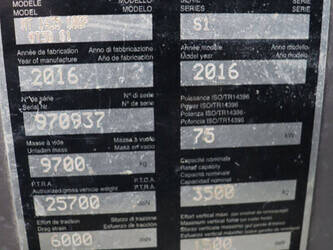 MODELE
MODELLO
SERIE
SERIES
SERIE
S1
Année de fabrication
Year of manufacture
Anno di fabbricazione
Año de fabricación
Année modele
Model year
Anno modello
Año modelo
2016
2016
N° de série
Serial Nr.
N° di serie
N° de serie
Puissance ISO/TR14396
Power ISO/TR14396
Potenza ISO/TR14396
Potencia ISO/TR14396
970937
75
kW
Masse à vide
Unladen mass
Massa a vuoto
Masa en vacío
Capacité nominale
Rated capacity
Capacità nominale
Capacidad nominal
9700
kg
3500
kg
P.T.R.A.
Authorized gross vehicle weight
P.T.R.A.
P.T.R.A.
25700
daN
Effort de traction
Drag strain
Sforzo di trazione
Esfuerzo de tracción
6000